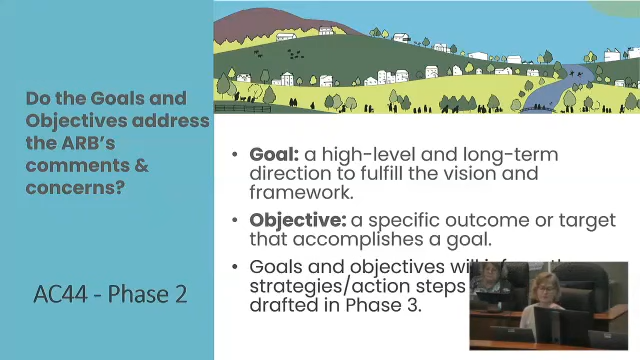 Do the Goals and
Objectives address
the ARB's
comments &
concerns?
AC44 - Phase 2
• Goal: a high-level and long-term
direction to fulfill the vision and
framework.
• Objective: a specific outcome or target
that accomplishes a goal.
• Goals and objectives will
strategies/action steps
drafted in Phase 3.